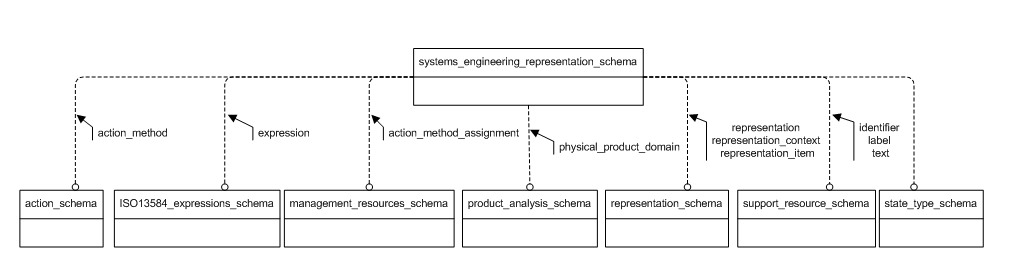 systems_engineering_representation_schema
action_method
expression
action_method_assignment
physical_product_domain
representation
representation_context
representation_item
identifier
label
text
action_schema
ISO13584_expressions_schema
management_resources_schema
product_analysis_schema
representation_schema
support_resource_schema
state_type_schema